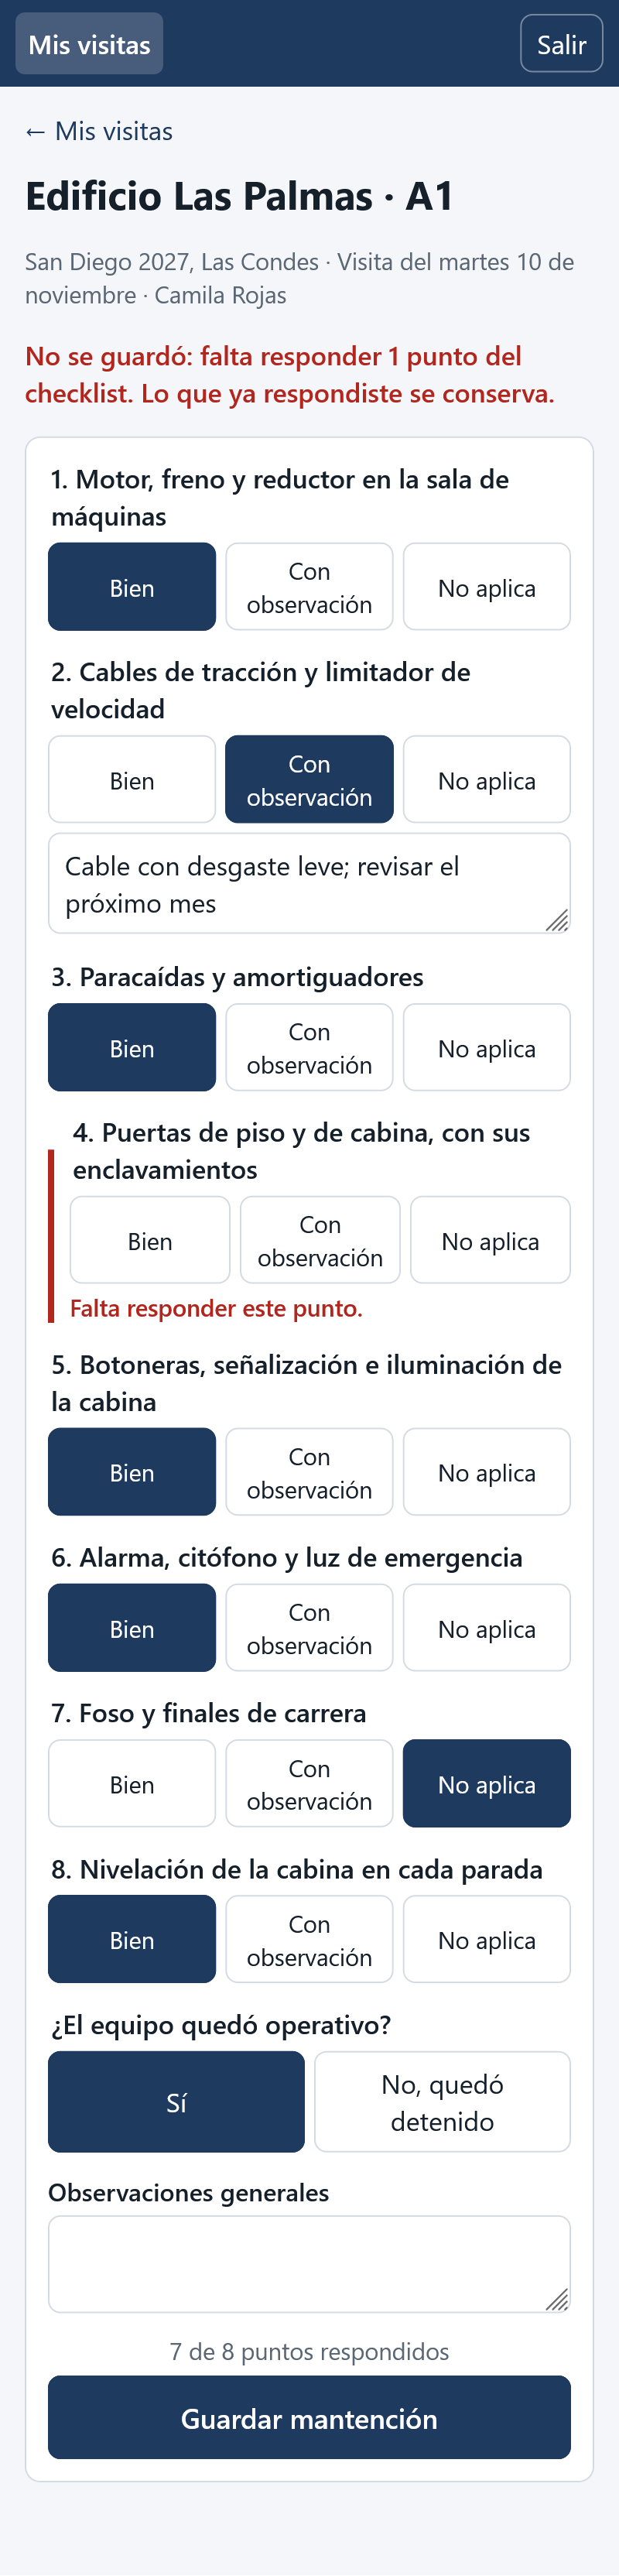 Mis visitas
Salir
← Mis visitas
Edificio Las Palmas · A1
San Diego 2027, Las Condes · Visita del martes 10 de
noviembre · Camila Rojas
No se guardó: falta responder 1 punto del
checklist. Lo que ya respondiste se conserva.
1. Motor, freno y reductor en la sala de
máquinas
Bien
Con
observación
No aplica
2. Cables de tracción y limitador de
velocidad
Bien
Con
observación
No aplica
Cable con desgaste leve; revisar el
próximo mes
3. Paracaídas y amortiguadores
Bien
Con
observación
No aplica
4. Puertas de piso y de cabina, con sus
enclavamientos
Bien
Con
observación
No aplica
Falta responder este punto.
5. Botoneras, señalización e iluminación de
la cabina
Bien
Con
observación
No aplica
6. Alarma, citófono y luz de emergencia
Bien
Con
observación
No aplica
7. Foso y finales de carrera
Bien
Con
observación
No aplica
8. Nivelación de la cabina en cada parada
Bien
Con
observación
No aplica
¿El equipo quedó operativo?
Sí
No, quedó
detenido
Observaciones generales
7 de 8 puntos respondidos
Guardar mantención